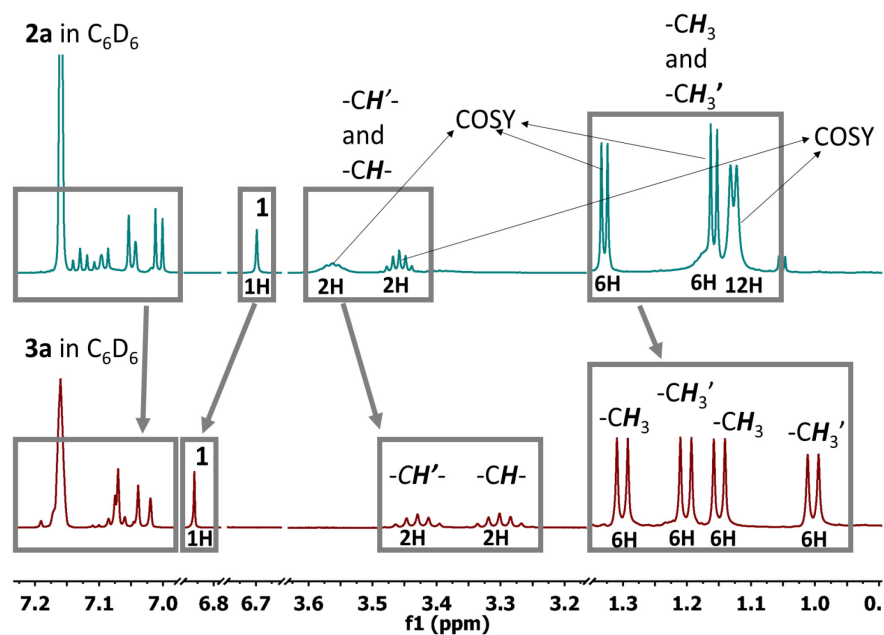 2a in C₆D₆
-CH'-
and
-CH-
COSY
-CH₃
and
-CH₃'
COSY
1
1H
2H
2H
6H
6H
12H
3a in C₆D₆
1
1H
-CH'-
-CH-
2H
2H
-CH₃
-CH₃'
-CH₃
-CH₃'
6H
6H
6H
6H
7.2 7.1 7.0 6.8 6.7 3.6 3.5 3.4 3.3 3.2 1.3 1.2 1.1 1.0 0.
f1 (ppm)